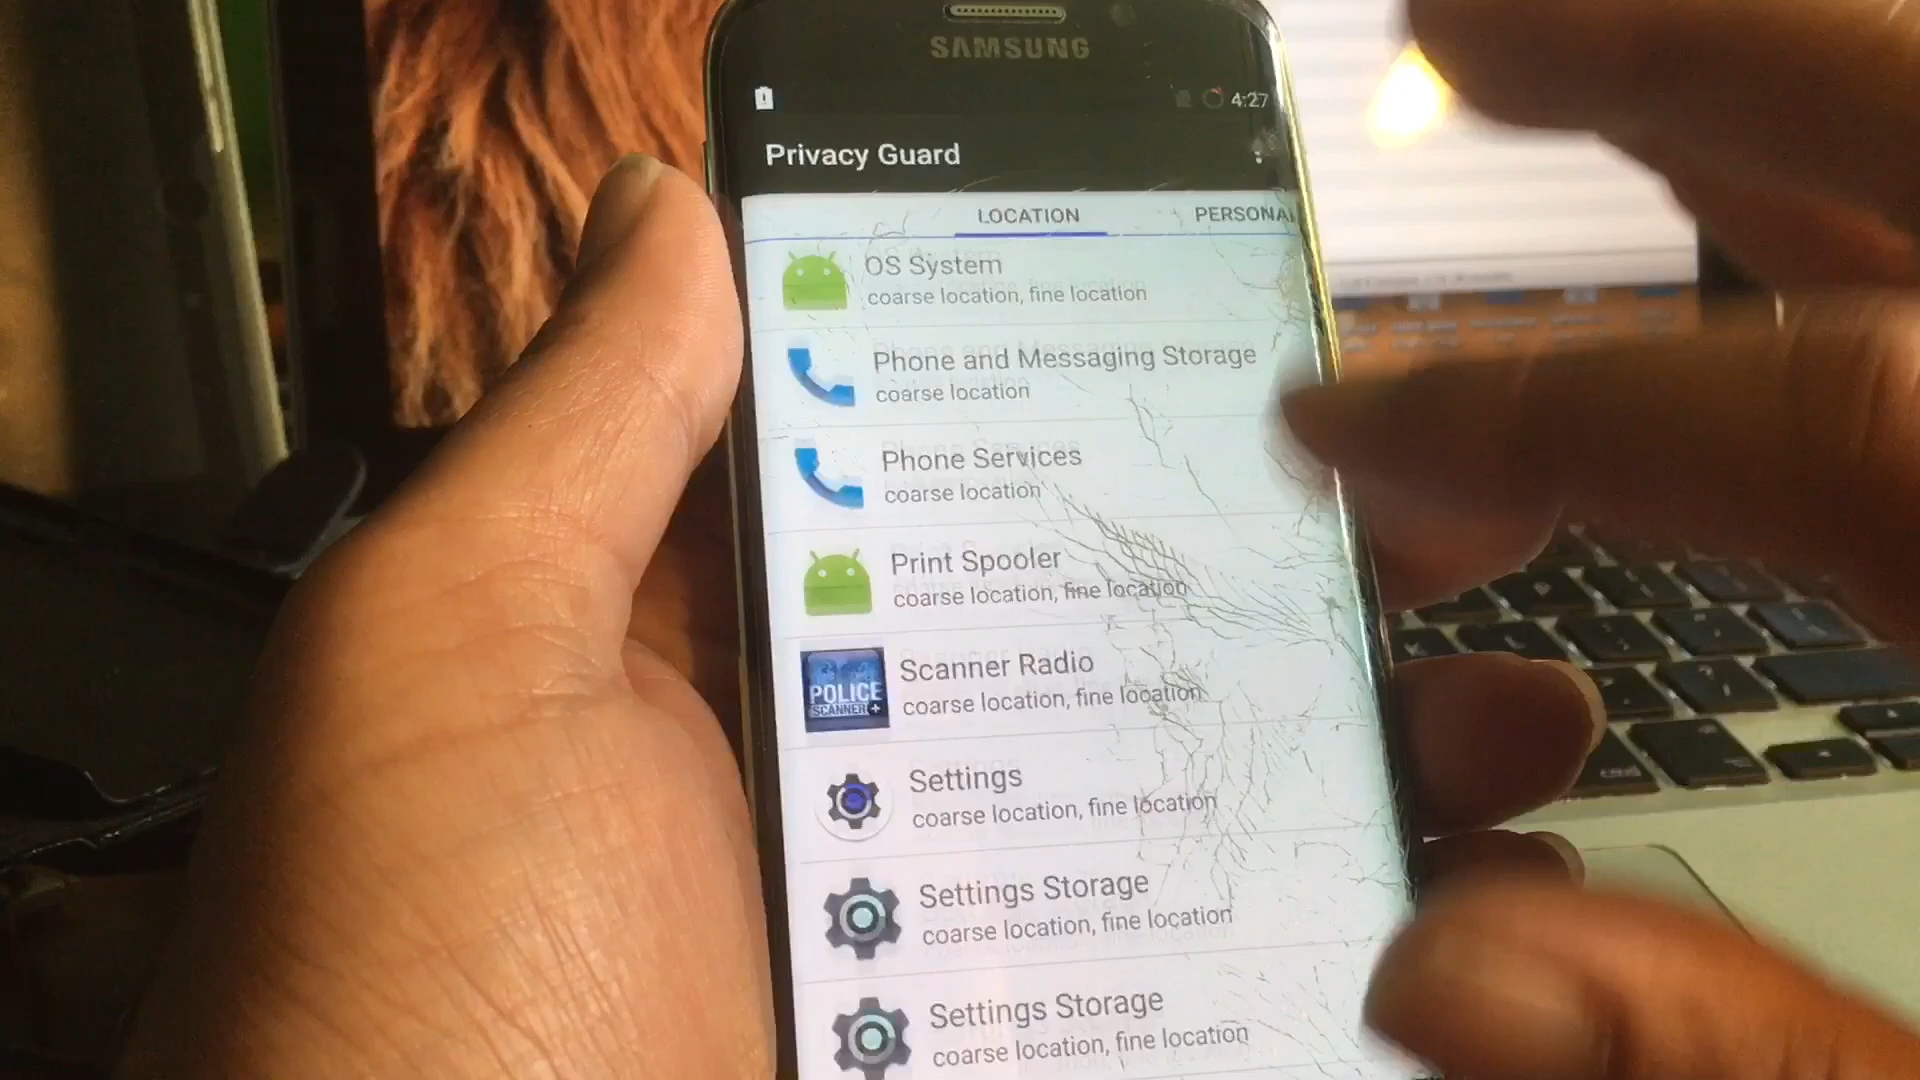 SAMSUNG
4:27
Privacy Guard
LOCATION
PERSONA
OS System
coarse location, fine location
Phone and Messaging Storage
coarse location
Phone Services
coarse location
Print Spooler
coarse location, fine location
POLICE
SCANNER+
Scanner Radio
coarse location, fine location
Settings
coarse location, fine location
Settings Storage
coarse location, fine location
Settings Storage
coarse location, fine location